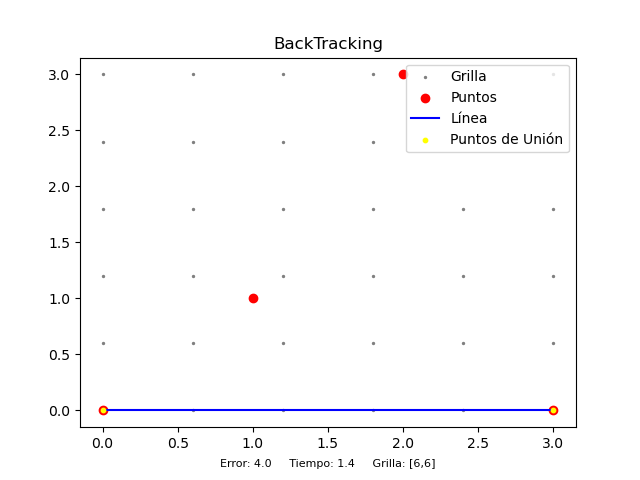 BackTracking
3.0
2.5
2.0
1.5
1.0
0.5
0.0
Grilla
Puntos
Línea
Puntos de Unión
0.0 0.5 1.0 1.5 2.0 2.5 3.0
Error: 4.0 Tiempo: 1.4 Grilla: [6,6]